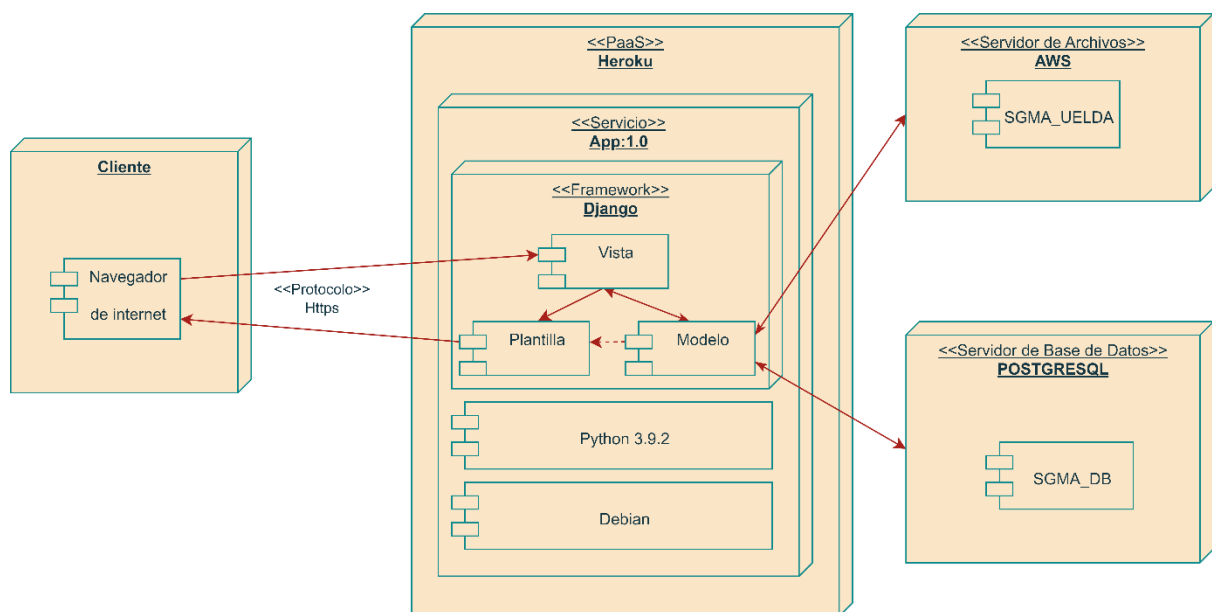 Cliente
Navegador
de internet
<<Protocolo>>
Https
<<PaaS>>
Heroku
<<Servicio>>
App:1.0
<<Framework>>
Django
Vista
Plantilla
Modelo
Python 3.9.2
Debian
<<Servidor de Archivos>>
AWS
SGMA_UELDA
<<Servidor de Base de Datos>>
POSTGRESQL
SGMA_DB